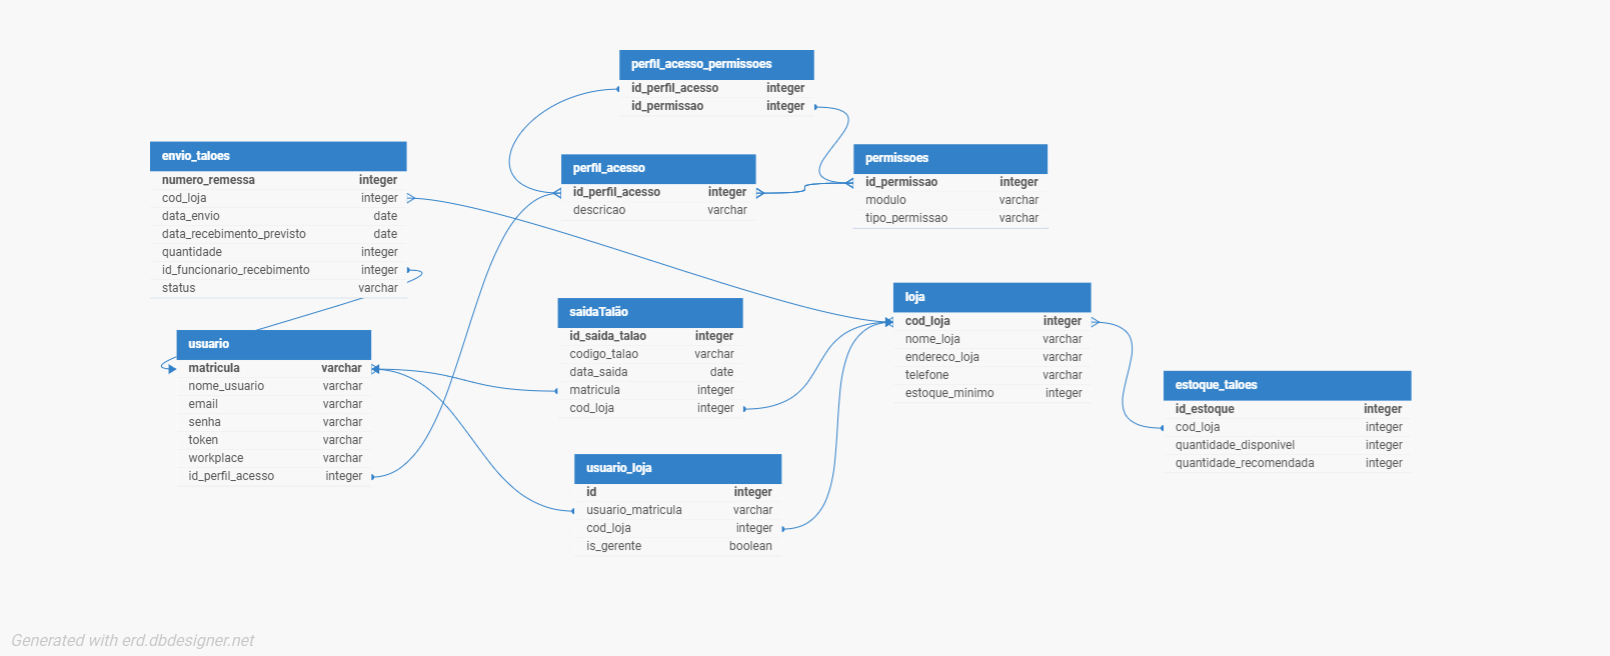 perfil_acesso_permissoes
id_perfil_acesso integer
id_permissao integer
envio_taloes
numero_remessa integer
cod_loja integer
data_envio date
data_recebimento_previsto date
quantidade integer
id_funcionario_recebimento integer
status varchar
perfil_acesso
id_perfil_acesso integer
descricao varchar
permissoes
id_permissao integer
modulo varchar
tipo_permissao varchar
usuario
matricula varchar
nome_usuario varchar
email varchar
senha varchar
token varchar
workplace varchar
id_perfil_acesso integer
saidaTalão
id_saida_talao integer
codigo_talao varchar
data_saida date
matricula integer
cod_loja integer
loja
cod_loja integer
nome_loja varchar
endereco_loja varchar
telefone varchar
estoque_minimo integer
estoque_taloes
id_estoque integer
cod_loja integer
quantidade_disponivel integer
quantidade_recomendada integer
usuario_loja
id integer
usuario_matricula varchar
cod_loja integer
is_gerente boolean
Generated with erd.dbdesigner.net